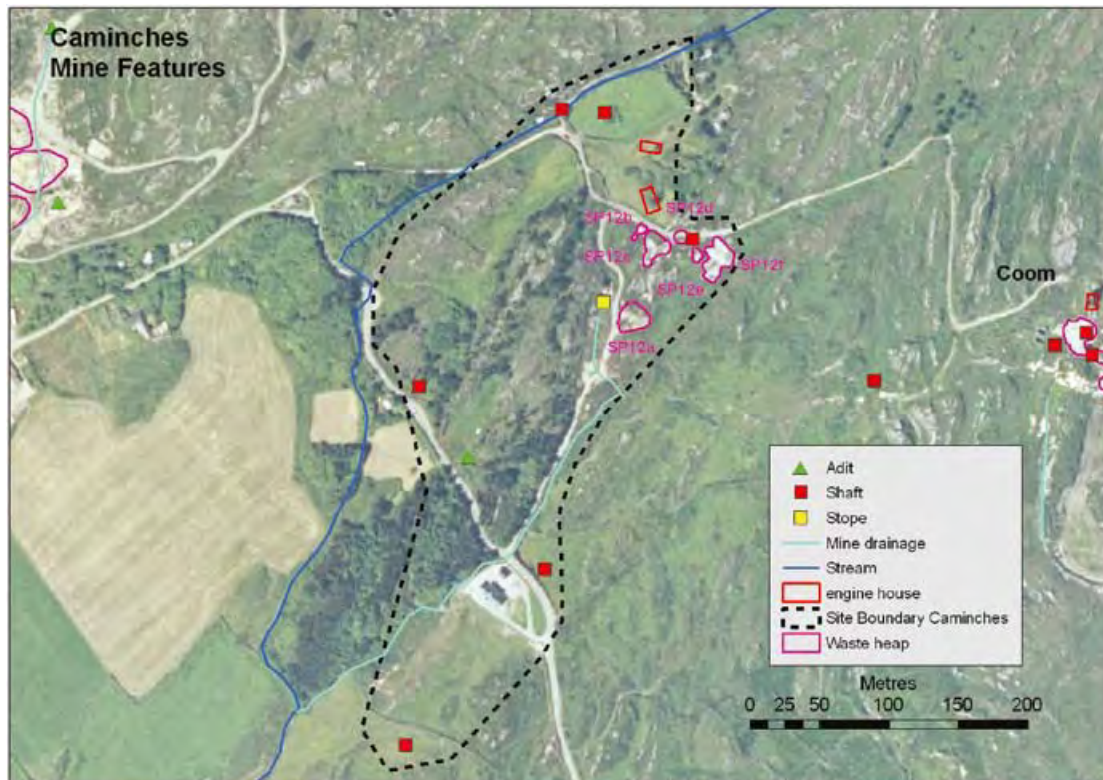 Caminches
Mine Features
SP12b
SP12d
SP12c
SP12e
SP12f
SP12a
Coom
Adit
Shaft
Stope
Mine drainage
Stream
engine house
Site Boundary Caminches
Waste heap
Metres
0 25 50 100 150 200